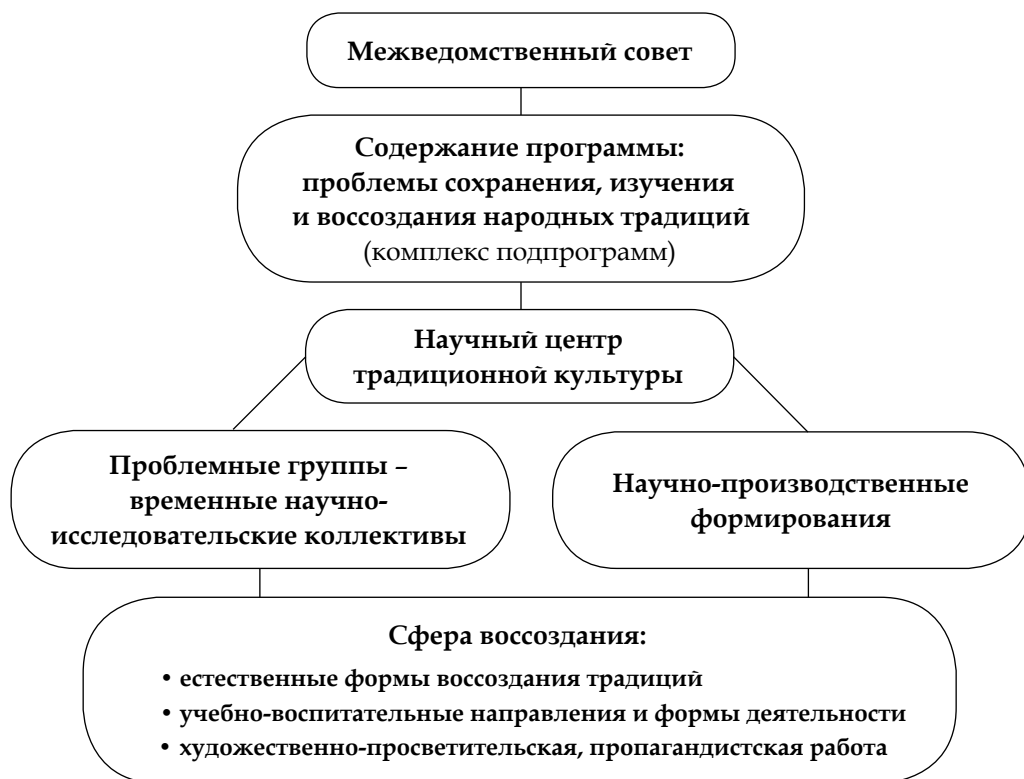 Межведомственный совет
Содержание программы:
проблемы сохранения, изучения
и воссоздания народных традиций
(комплекс подпрограмм)
Научный центр
традиционной культуры
Проблемные группы –
временные научно-
исследовательские коллективы
Научно-производственные
формирования
Сфера воссоздания:
• естественные формы воссоздания традиций
• учебно-воспитательные направления и формы деятельности
• художественно-просветительская, пропагандистская работа